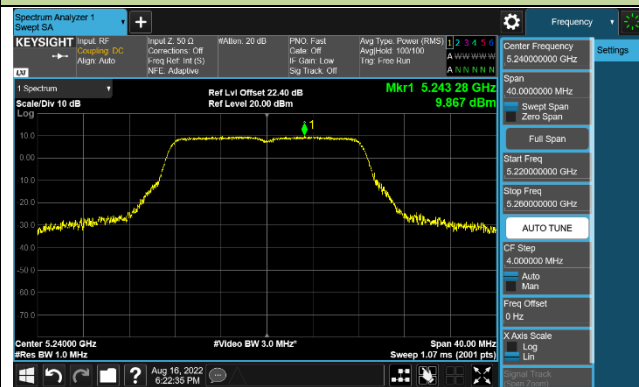 Spectrum Analyzer 1
Swept SA
Frequency
KEYSIGHT
Input: RF
Coupling: DC
Align: Auto
Input Z: 50 Ω
Corrections: Off
Freq Ref: Int (S)
NFE: Adaptive
#Atten: 20 dB
PNO: Fast
Gate: Off
IF Gain: Low
Sig Track: Off
Avg Type: Power (RMS)
Avg|Hold: 100/100
Trig: Free Run
1 2 3 4 5 6
A W W W W W
A N N N N N
LXI
1 Spectrum
Scale/Div 10 dB
Log
Ref Lvl Offset 22.40 dB
Ref Level 20.00 dBm
Mkr1 5.243 28 GHz
9.867 dBm
1
10.0
0.00
-10.0
-20.0
-30.0
-40.0
-50.0
-60.0
-70.0
Center 5.24000 GHz
#Res BW 1.0 MHz
#Video BW 3.0 MHz*
Span 40.00 MHz
Sweep 1.07 ms (2001 pts)
Aug 16, 2022
6:22:35 PM
Center Frequency
5.240000000 GHz
Settings
Span
40.0000000 MHz
Swept Span
Zero Span
Full Span
Start Freq
5.220000000 GHz
Stop Freq
5.260000000 GHz
AUTO TUNE
CF Step
4.000000 MHz
Auto
Man
Freq Offset
0 Hz
X Axis Scale
Log
Lin
Signal Track
(Span Zoom)